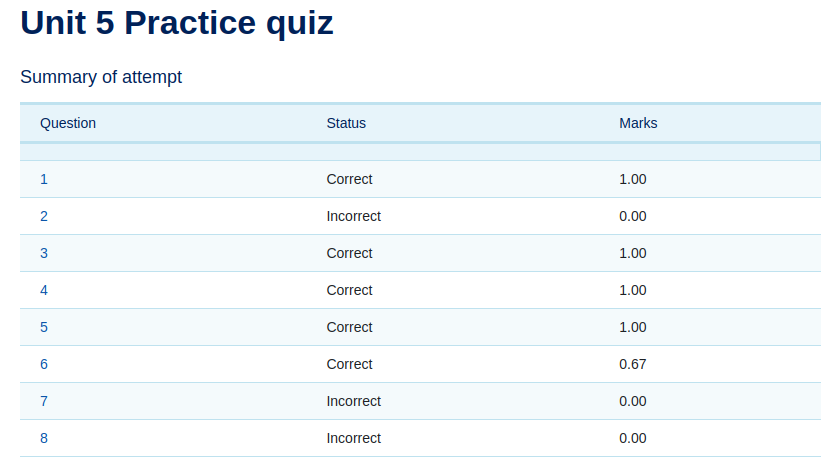 Unit 5 Practice quiz
Summary of attempt
Question Status Marks
1 Correct 1.00
2 Incorrect 0.00
3 Correct 1.00
4 Correct 1.00
5 Correct 1.00
6 Correct 0.67
7 Incorrect 0.00
8 Incorrect 0.00